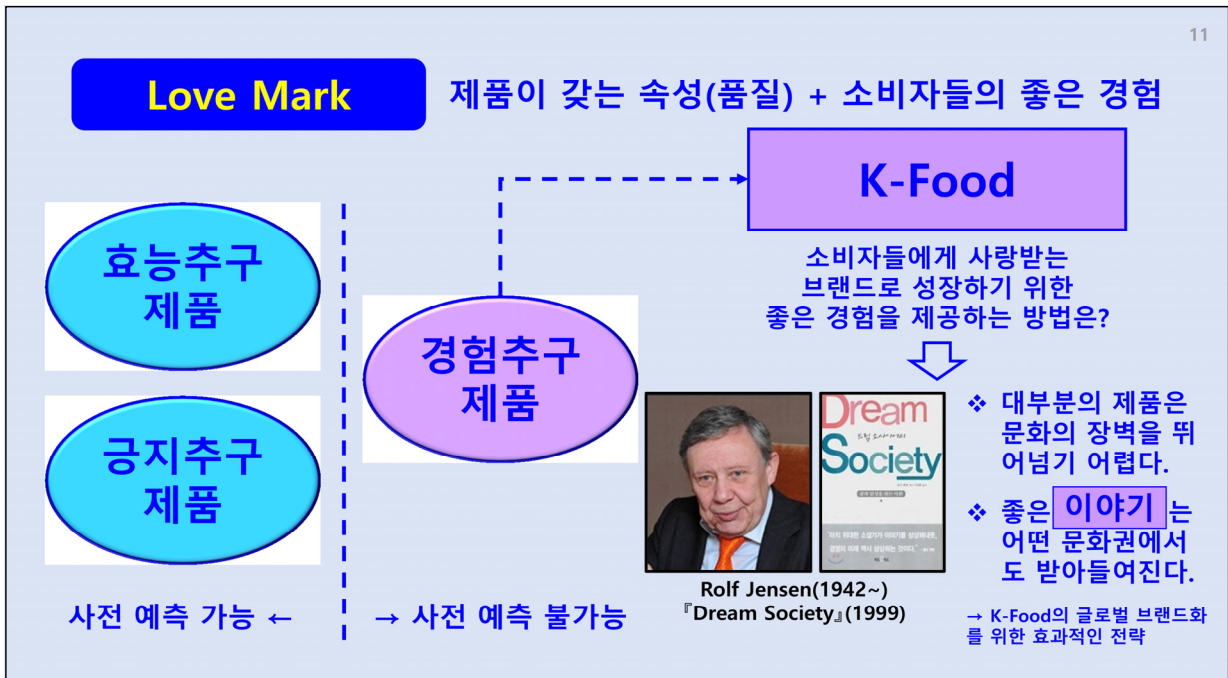 11
Love Mark
제품이 갖는 속성(품질) + 소비자들의 좋은 경험
K-Food
효능추구
제품
긍지추구
제품
경험추구
제품
소비자들에게 사랑받는
브랜드로 성장하기 위한
좋은 경험을 제공하는 방법은?
Dream
드림 소사이어티
Society
Rolf Jensen(1942~)
『Dream Society』(1999)
❖ 대부분의 제품은
문화의 장벽을 뛰
어넘기 어렵다.
❖ 좋은 이야기 는
어떤 문화권에서
도 받아들여진다.
→ K-Food의 글로벌 브랜드화
를 위한 효과적인 전략
사전 예측 가능 ←
→ 사전 예측 불가능